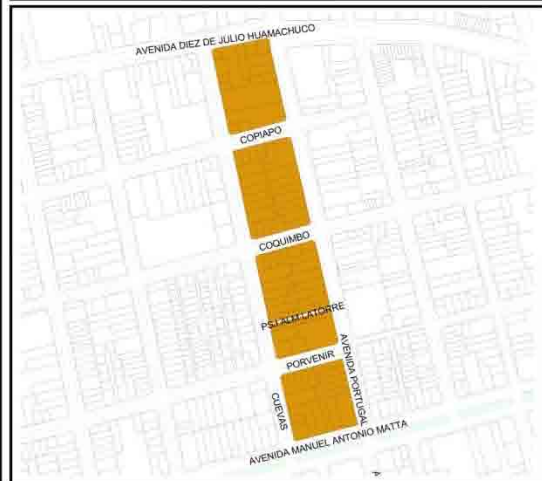 AVENIDA DIEZ DE JULIO HUAMACHUCO
COPIAPO
COQUIMBO
PSJ ALM LATORRE
PORVENIR
AVENIDA PORTUGAL
CUEVAS
AVENIDA MANUEL ANTONIO MATTA
A